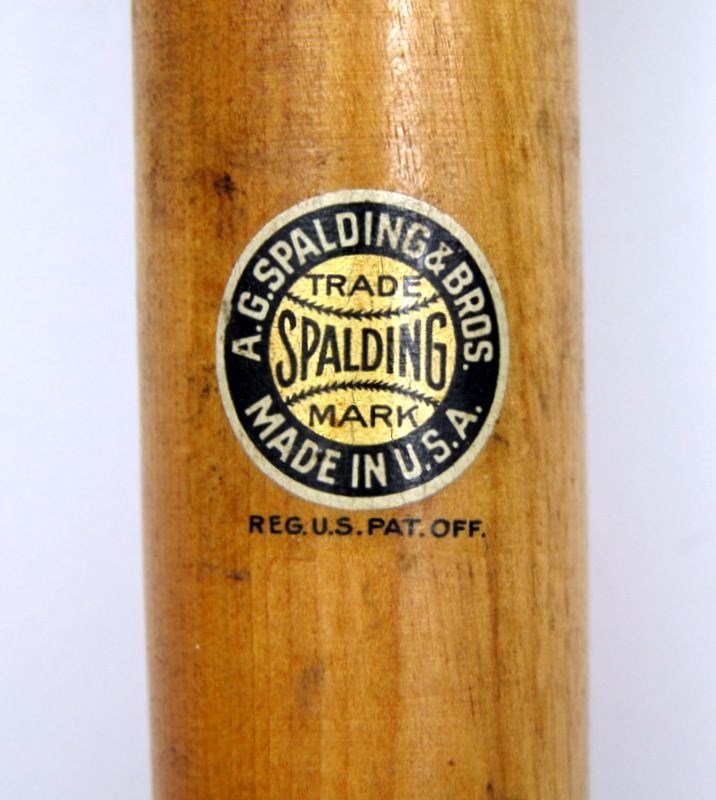 A.G. SPALDING & BROS.
TRADE
SPALDING
MARK
MADE IN U.S.A.
REG. U.S. PAT. OFF.